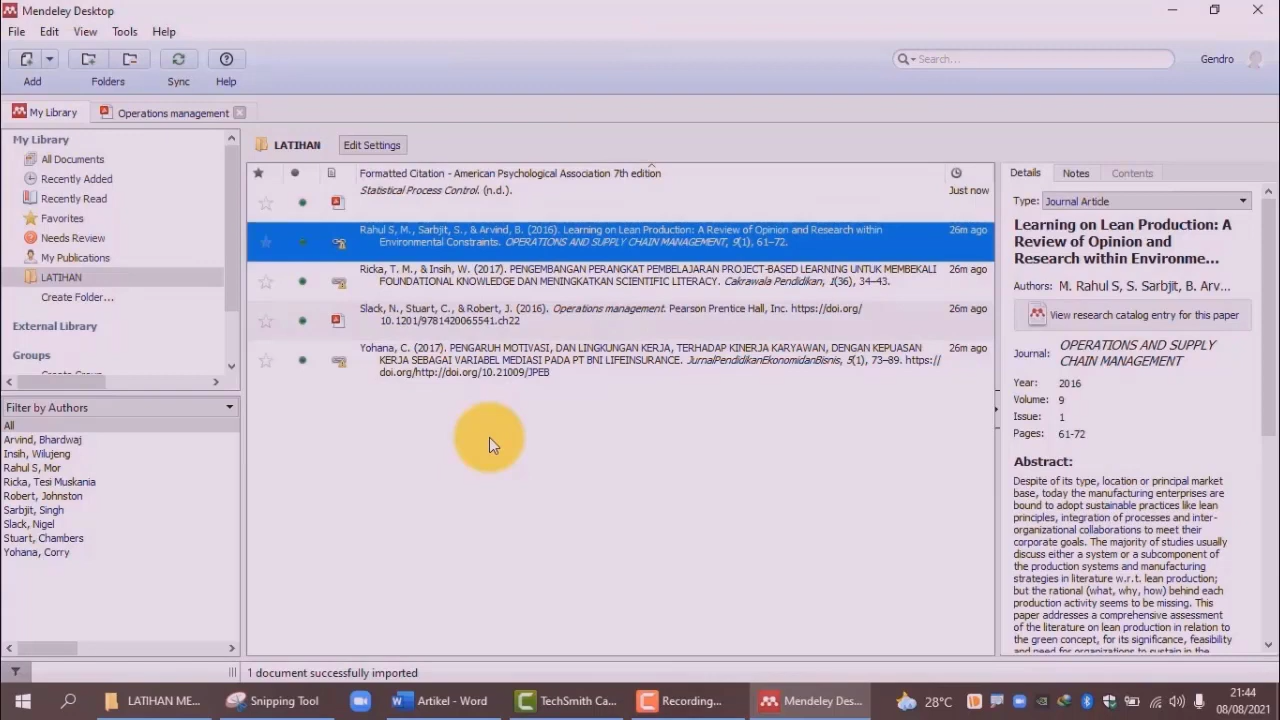 Mendeley Desktop
File Edit View Tools Help
Add Folders Sync Help
Search...
Gendro
My Library
Operations management
My Library
All Documents
Recently Added
Recently Read
Favorites
Needs Review
My Publications
LATIHAN
Create Folder...
External Library
Groups
Filter by Authors
All
Arvind, Bhardwaj
Insih, Wilujeng
Rahul S, Mor
Ricka, Tesi Muskania
Robert, Johnston
Sarbjit, Singh
Slack, Nigel
Stuart, Chambers
Yohana, Corry
LATIHAN Edit Settings
Formatted Citation - American Psychological Association 7th edition
Statistical Process Control. (n.d.). Just now
Rahul S, M., Sarbjit, S., & Arvind, B. (2016). Learning on Lean Production: A Review of Opinion and Research within 26m ago
Environmental Constraints. OPERATIONS AND SUPPLY CHAIN MANAGEMENT, 9(1), 61–72.
Ricka, T. M., & Insih, W. (2017). PENGEMBANGAN PERANGKAT PEMBELAJARAN PROJECT-BASED LEARNING UNTUK MEMBEKALI 26m ago
FOUNDATIONAL KNOWLEDGE DAN MENINGKATKAN SCIENTIFIC LITERACY. Cakrawala Pendidikan, 1(36), 34–43.
Slack, N., Stuart, C., & Robert, J. (2016). Operations management. Pearson Prentice Hall, Inc. https://doi.org/ 26m ago
10.1201/9781420065541.ch22
Yohana, C. (2017). PENGARUH MOTIVASI, DAN LINGKUNGAN KERJA, TERHADAP KINERJA KARYAWAN, DENGAN KEPUASAN 26m ago
KERJA SEBAGAI VARIABEL MEDIASI PADA PT BNI LIFEINSURANCE. JurnalPendidikanEkonomidanBisnis, 5(1), 73–89. https://
doi.org/http://doi.org/10.21009/JPEB
Details Notes Contents
Type: Journal Article
Learning on Lean Production: A
Review of Opinion and
Research within Environme...
Authors: M. Rahul S, S. Sarbjit, B. Arv...
View research catalog entry for this paper
Journal: OPERATIONS AND SUPPLY
CHAIN MANAGEMENT
Year: 2016
Volume: 9
Issue: 1
Pages: 61-72
Abstract:
Despite of its type, location or principal market
base, today the manufacturing enterprises are
bound to adopt sustainable practices like lean
principles, integration of processes and inter-
organizational collaborations to meet their
corporate goals. The majority of studies usually
discuss either a system or a subcomponent of
the production systems and manufacturing
strategies in literature w.r.t. lean production;
but the rational (what, why, how) behind each
production activity seems to be missing. This
paper addresses a comprehensive assessment
of the literature on lean production in relation to
the green concept, for its significance, feasibility
and need for organizations to sustain in the
1 document successfully imported
LATIHAN ME... Snipping Tool Artikel - Word TechSmith Ca... Recording... Mendeley Des... 28°C
21:44
08/08/2021